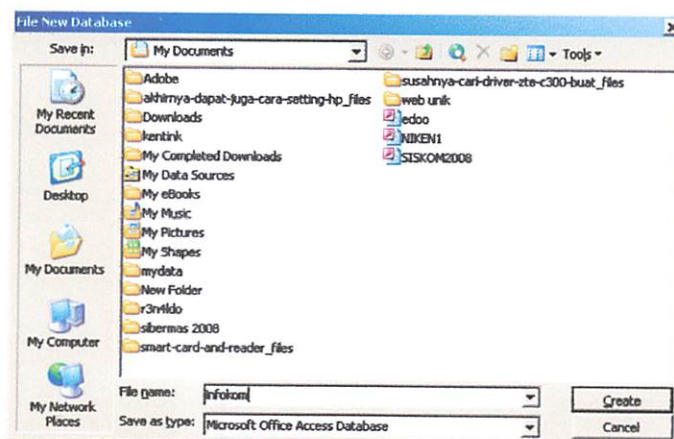 File New Database
Save in:
My Documents
Tools
My Recent Documents
Desktop
My Documents
My Computer
My Network Places
Adobe
akhirnya-dapat-juga-cara-setting-hp_files
Downloads
kentink
My Completed Downloads
My Data Sources
My eBooks
My Music
My Pictures
My Shapes
mydata
New Folder
r3n4ldo
sibermas 2008
smart-card-and-reader_files
susahnya-cari-driver-zte-c300-buat_files
web unik
edoo
NIKEN1
SISKOM2008
File name:
infokom
Create
Save as type:
Microsoft Office Access Database
Cancel